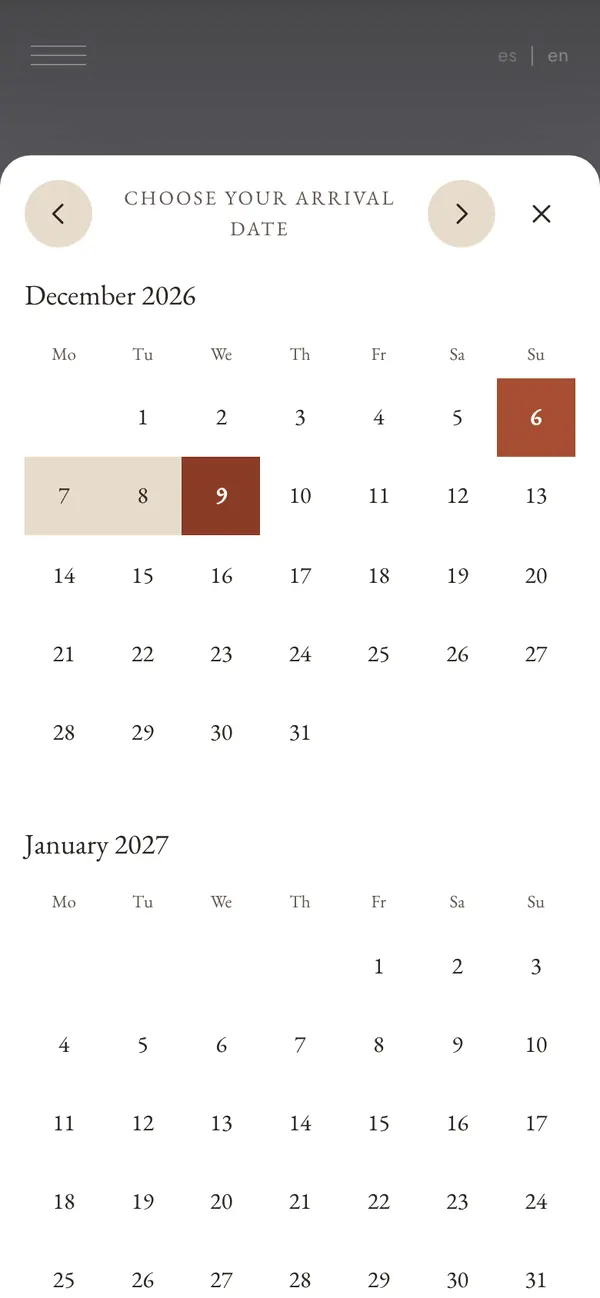 es | en
CHOOSE YOUR ARRIVAL
DATE
December 2026
Mo Tu We Th Fr Sa Su
1 2 3 4 5 6
7 8 9 10 11 12 13
14 15 16 17 18 19 20
21 22 23 24 25 26 27
28 29 30 31
January 2027
Mo Tu We Th Fr Sa Su
1 2 3
4 5 6 7 8 9 10
11 12 13 14 15 16 17
18 19 20 21 22 23 24
25 26 27 28 29 30 31